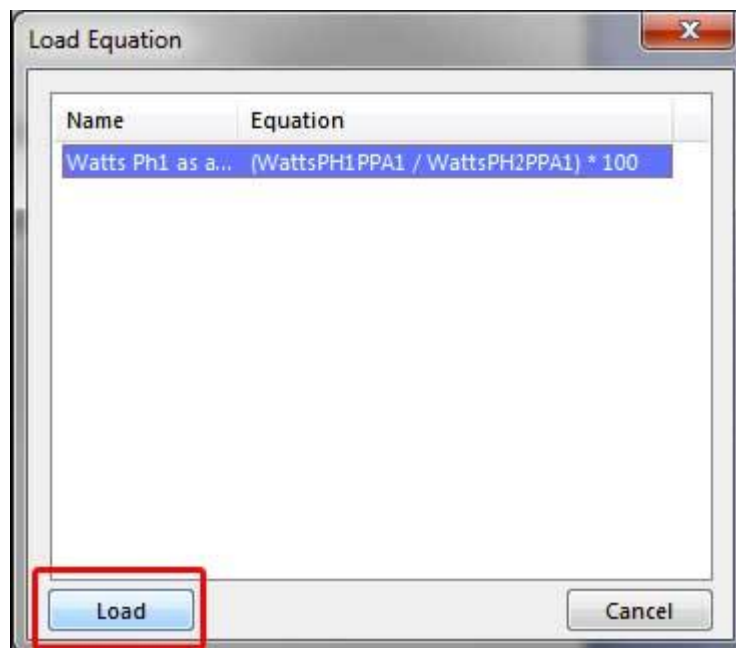 Load Equation
Name Equation
Watts Ph1 as a... (WattsPH1PPA1 / WattsPH2PPA1) * 100
Load Cancel